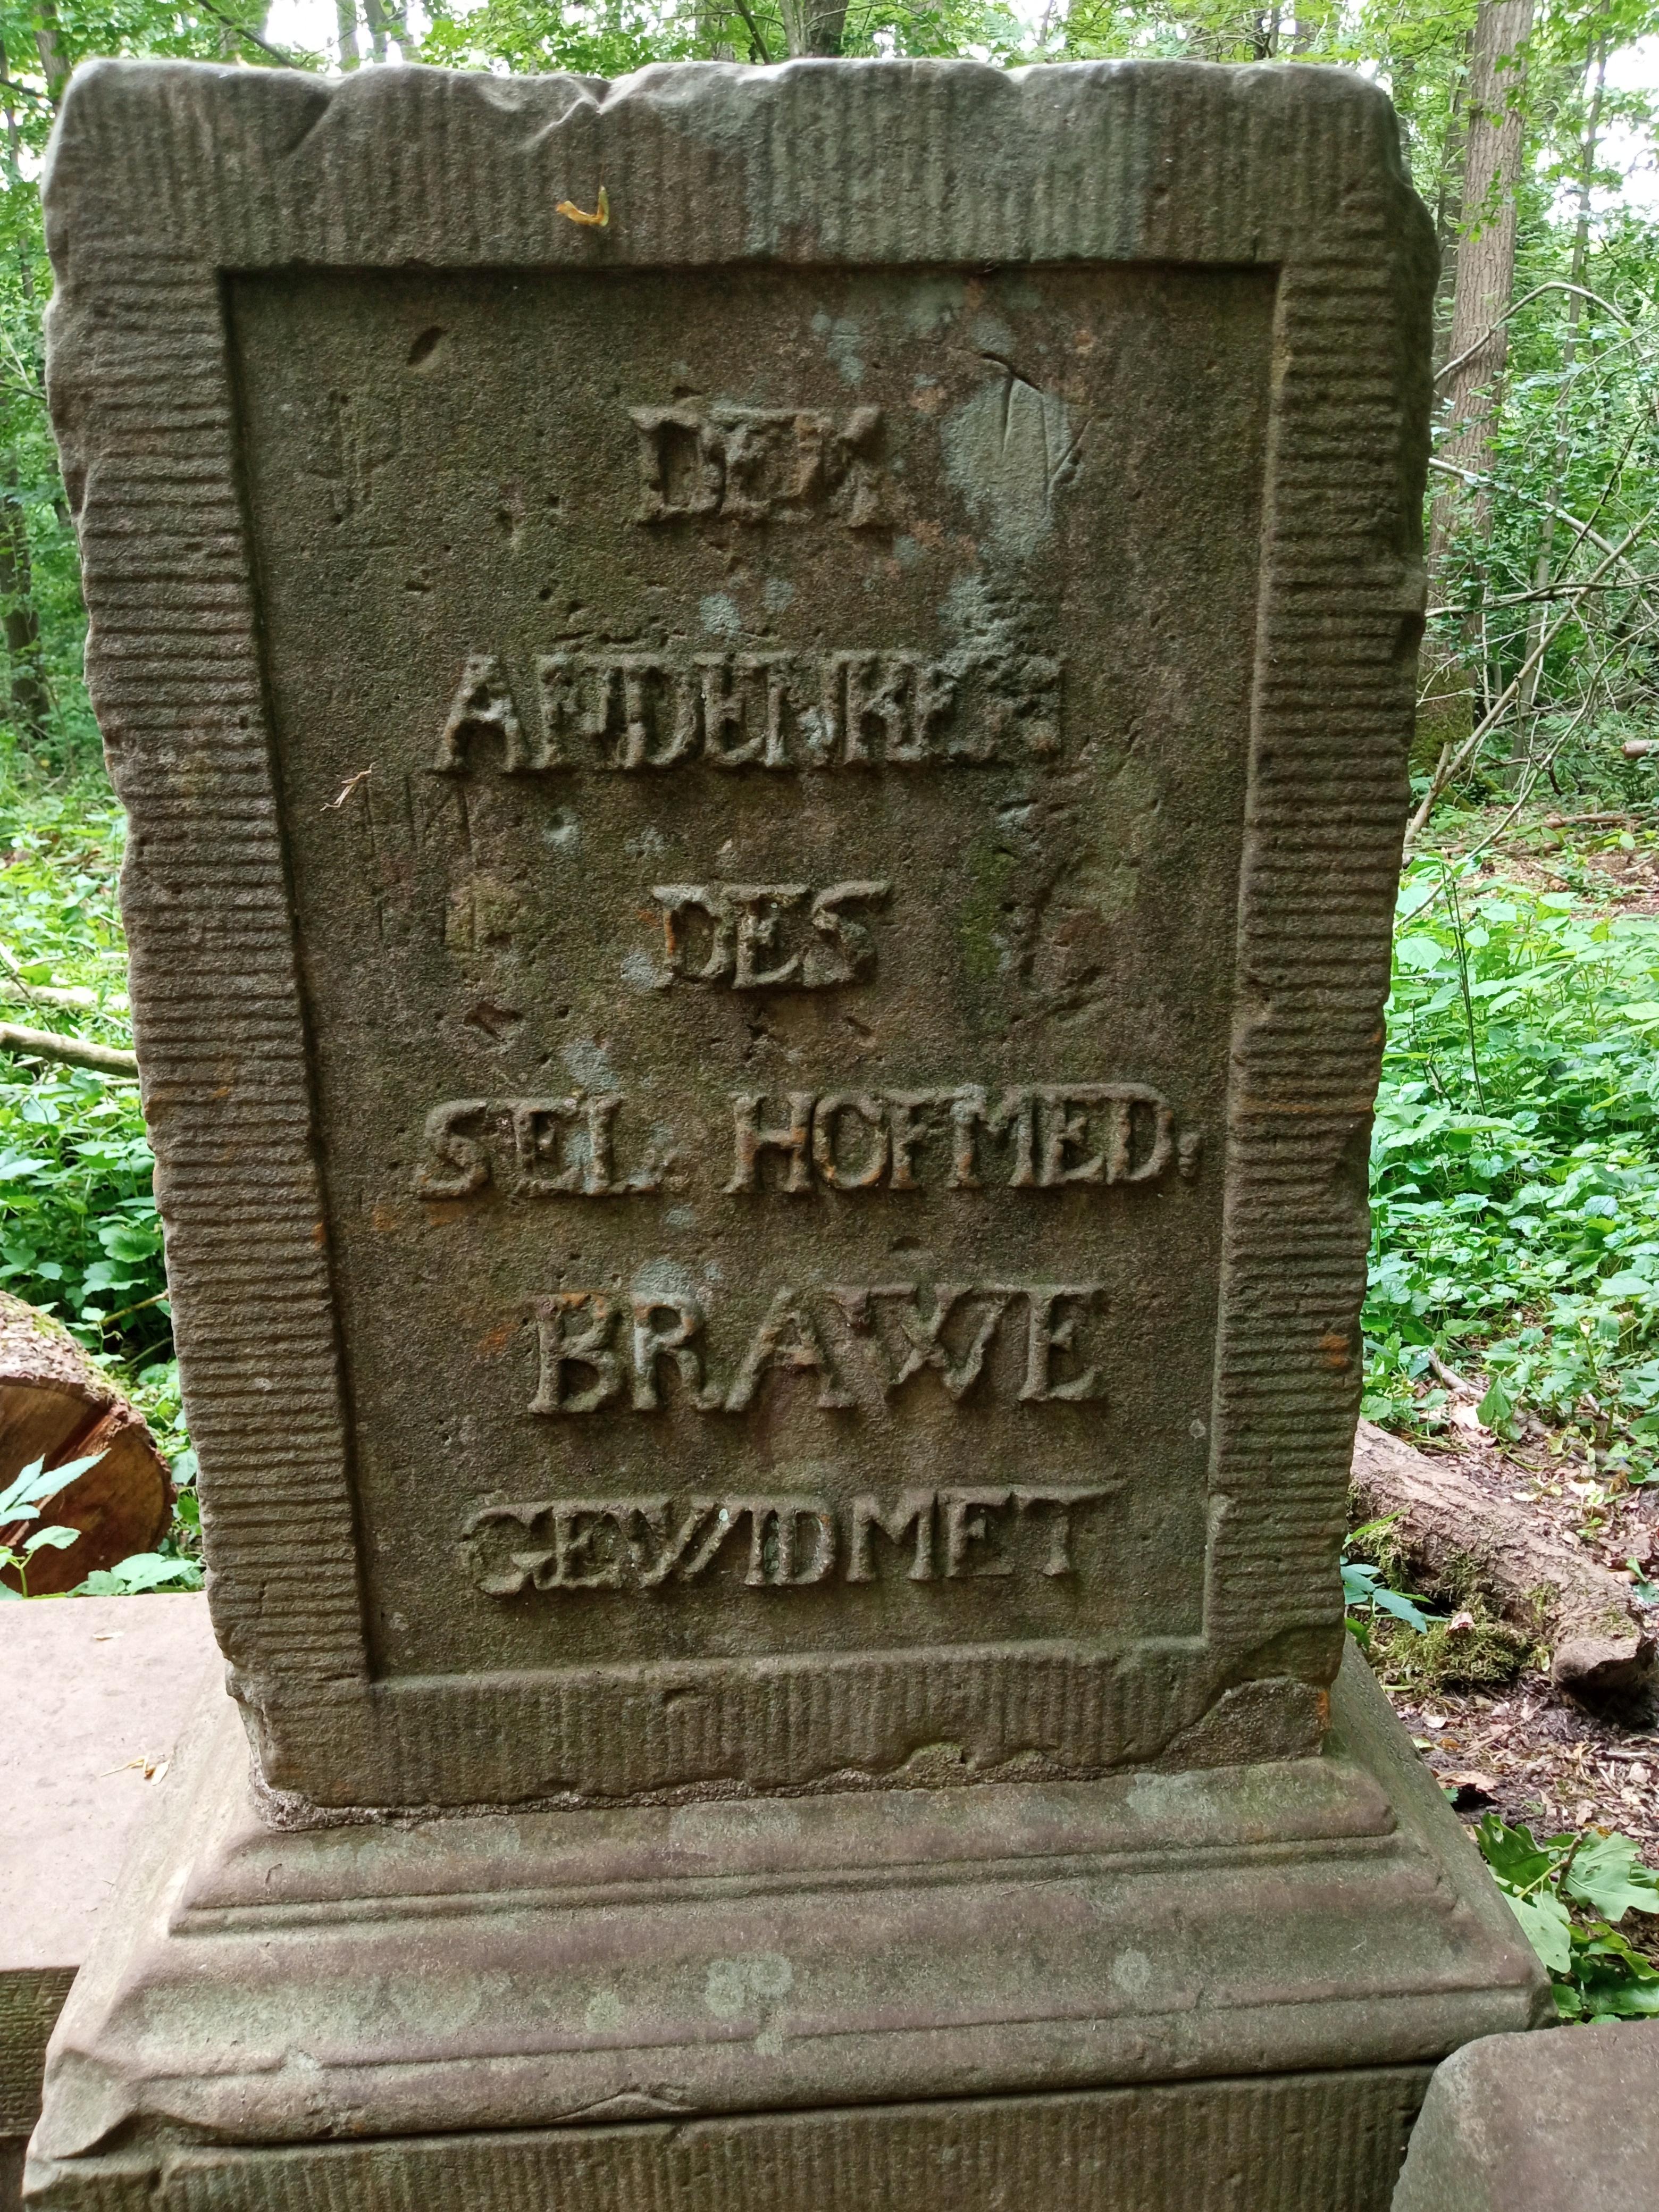 DEM
ANDENKEN
DES
SEL. HOFMED:
BRAWE
GEWIDMET